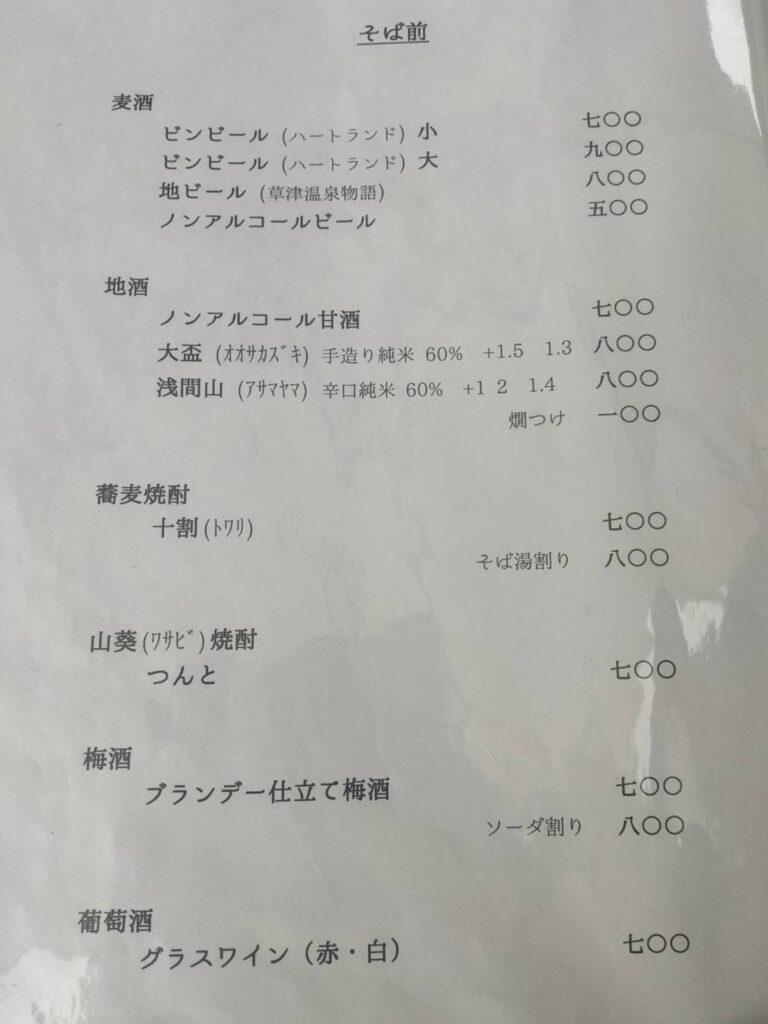 そば前
麦酒
ビンビール (ハートランド) 小 七〇〇
ビンビール (ハートランド) 大 九〇〇
地ビール (草津温泉物語) 八〇〇
ノンアルコールビール 五〇〇
地酒
ノンアルコール甘酒 七〇〇
大盃 (ｵｵｻｶｽﾞｷ) 手造り純米 60% +1.5 1.3 八〇〇
浅間山 (ｱｻﾏﾔﾏ) 辛口純米 60% +1 2 1.4 八〇〇
燗つけ 一〇〇
蕎麦焼酎
十割(ﾄﾜﾘ) 七〇〇
そば湯割り 八〇〇
山葵(ﾜｻﾋﾞ)焼酎
つんと 七〇〇
梅酒
ブランデー仕立て梅酒 七〇〇
ソーダ割り 八〇〇
葡萄酒
グラスワイン（赤・白） 七〇〇